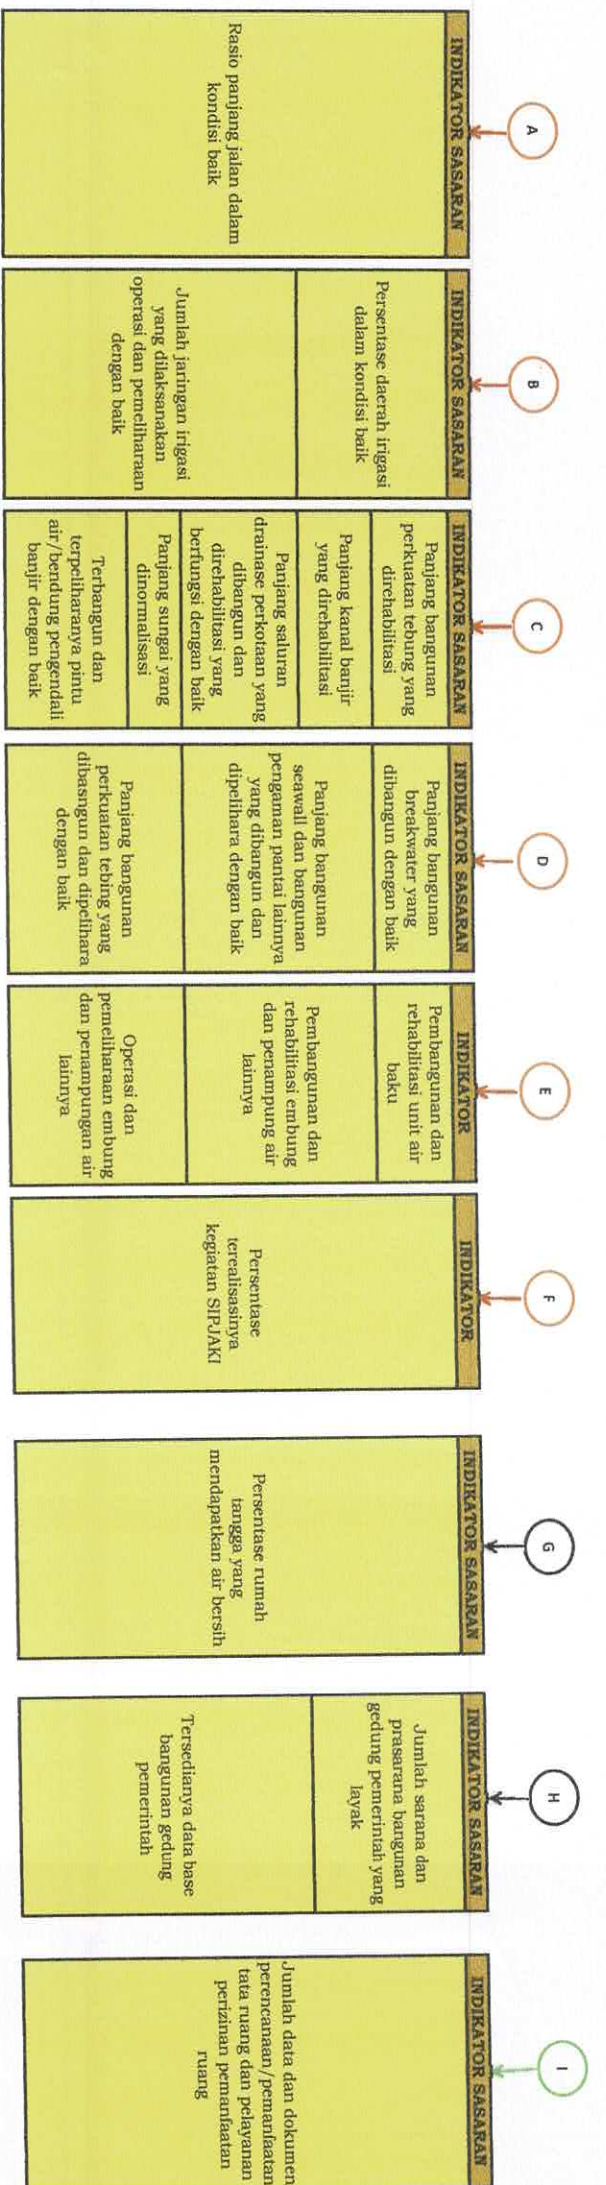 A
INDIKATOR SASARAN
Rasio panjang jalan dalam
kondisi baik
B
INDIKATOR SASARAN
Persentase daerah irigasi
dalam kondisi baik
Jumlah jaringan irigasi
yang dilaksanakan
operasi dan pemeliharaan
dengan baik
C
INDIKATOR SASARAN
Panjang bangunan
perkuatan tebung yang
direhabilitasi
Panjang kanal banjir
yang direhabilitasi
Panjang saluran
drainase perkotaan yang
dibangun dan
direhabilitasi yang
berfungsi dengan baik
Panjang sungai yang
dinormalisasi
Terbangun dan
terpeliharanya pintu
air/bendung pengendali
banjir dengan baik
D
INDIKATOR SASARAN
Panjang bangunan
breakwater yang
dibangun dengan baik
Panjang bangunan
seawall dan bangunan
pengaman pantai lainnya
yang dibangun dan
dipelihara dengan baik
Panjang bangunan
perkuatan tebing yang
dibasngun dan dipelihara
dengan baik
E
INDIKATOR
Pembangunan dan
rehabilitasi unit air
baku
Pembangunan dan
rehabilitasi embung
dan penampung air
lainnya
Operasi dan
pemeliharaan embung
dan penampungan air
lainnya
F
INDIKATOR
Persentase
terealisasinya
kegiatan SIPJAKI
G
INDIKATOR SASARAN
Persentase rumah
tangga yang
mendapatkan air bersih
H
INDIKATOR SASARAN
Jumlah sarana dan
prasarana bangunan
gedung pemerintah yang
layak
Tersedianya data base
bangunan gedung
pemerintah
I
INDIKATOR SASARAN
Jumlah data dan dokumen
perencanaan/pemanfaatan
tata ruang dan pelayanan
perizinan pemanfaatan
ruang